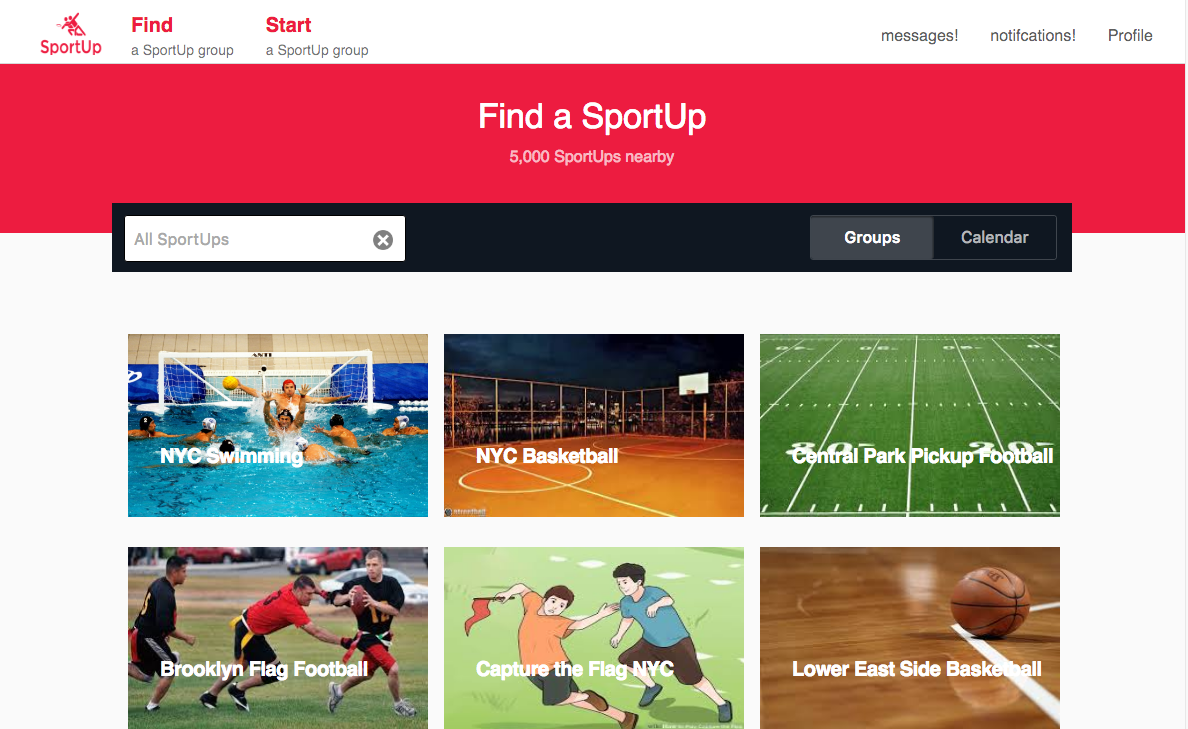 SportUp
Find
a SportUp group
Start
a SportUp group
messages!
notifcations!
Profile
Find a SportUp
5,000 SportUps nearby
All SportUps
Groups
Calendar
ANTI
NYC Swimming
NYC Basketball
streetball
Central Park Pickup Football
Brooklyn Flag Football
Capture the Flag NYC
Lower East Side Basketball